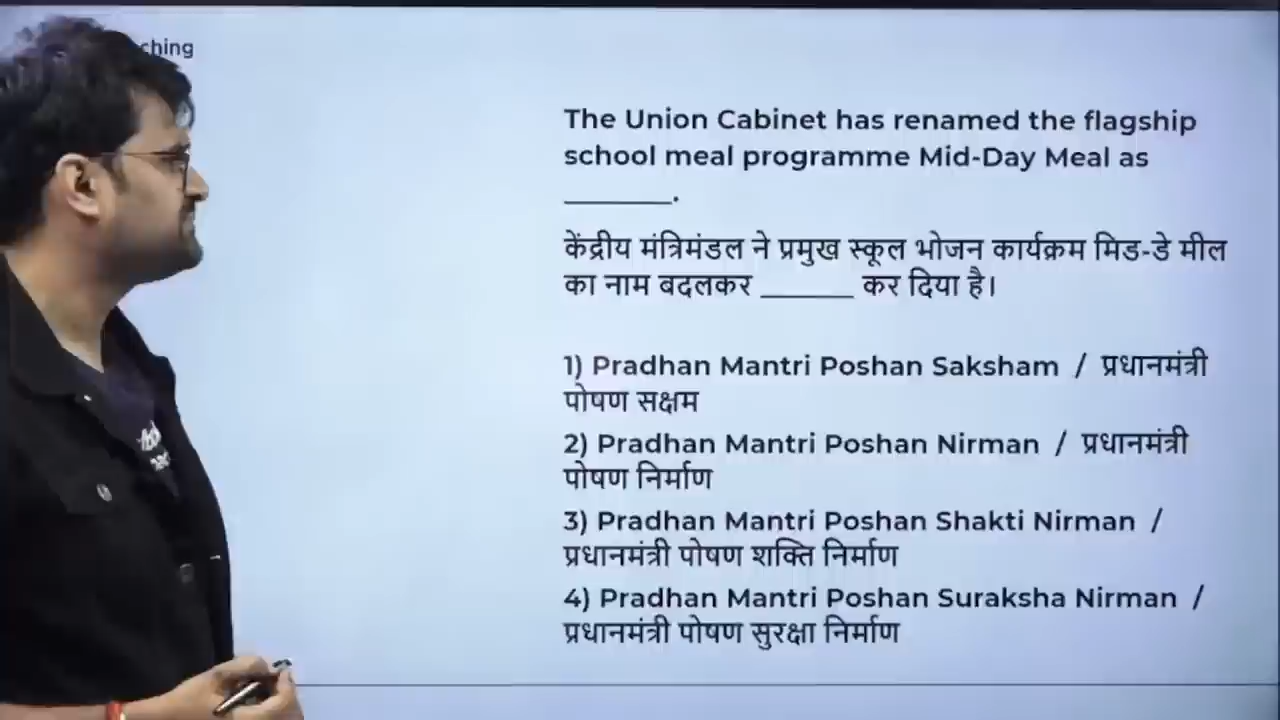 ching
The Union Cabinet has renamed the flagship
school meal programme Mid-Day Meal as
________.
केंद्रीय मंत्रिमंडल ने प्रमुख स्कूल भोजन कार्यक्रम मिड-डे मील
का नाम बदलकर _______ कर दिया है।
1) Pradhan Mantri Poshan Saksham / प्रधानमंत्री
पोषण सक्षम
2) Pradhan Mantri Poshan Nirman / प्रधानमंत्री
पोषण निर्माण
3) Pradhan Mantri Poshan Shakti Nirman /
प्रधानमंत्री पोषण शक्ति निर्माण
4) Pradhan Mantri Poshan Suraksha Nirman /
प्रधानमंत्री पोषण सुरक्षा निर्माण